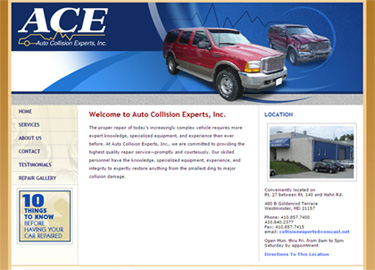 ACE
Auto Collision Experts, Inc.
HOME
SERVICES
ABOUT US
CONTACT
TESTIMONIALS
REPAIR GALLERY
10
THINGS
TO KNOW
BEFORE
HAVING YOUR
CAR REPAIRED
Welcome to Auto Collision Experts, Inc.
The proper repair of today's increasingly complex vehicle requires more
expert knowledge, specialized equipment, and experience than ever
before. At Auto Collision Experts, Inc., we are committed to providing the
highest quality repair service—promptly and courteously. Our skilled
personnel have the knowledge, specialized equipment, experience, and
integrity to expertly restore anything from the smallest ding to major
collision damage.
LOCATION
Conveniently located on
Rt. 27 between Rt. 140 and Hahn Rd.
400 B Goldenrod Terrace
Westminster, MD 21157
Phone: 410.857.7400
410.840.2377
Fax: 410.857.7415
email: collisionexperts@comcast.net
Open Mon. thru Fri. from 8am to 5pm
Saturday by appointment
Directions To This Location